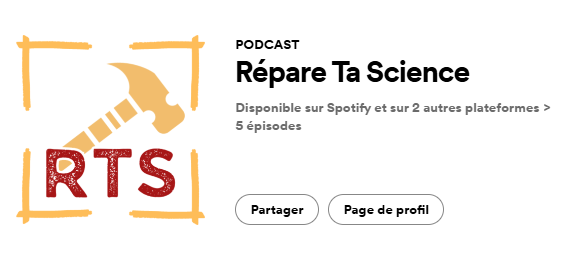 PODCAST
Répare Ta Science
Disponible sur Spotify et sur 2 autres plateformes >
5 épisodes
RTS
Partager
Page de profil